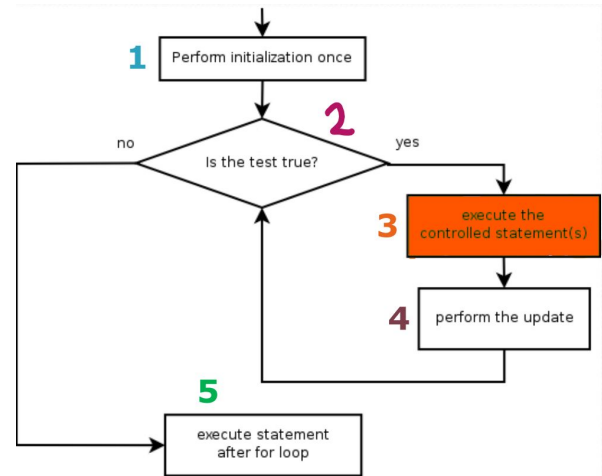 1
Perform initialization once
2
no
yes
Is the test true?
3
execute the
controlled statement(s)
4
perform the update
5
execute statement
after for loop